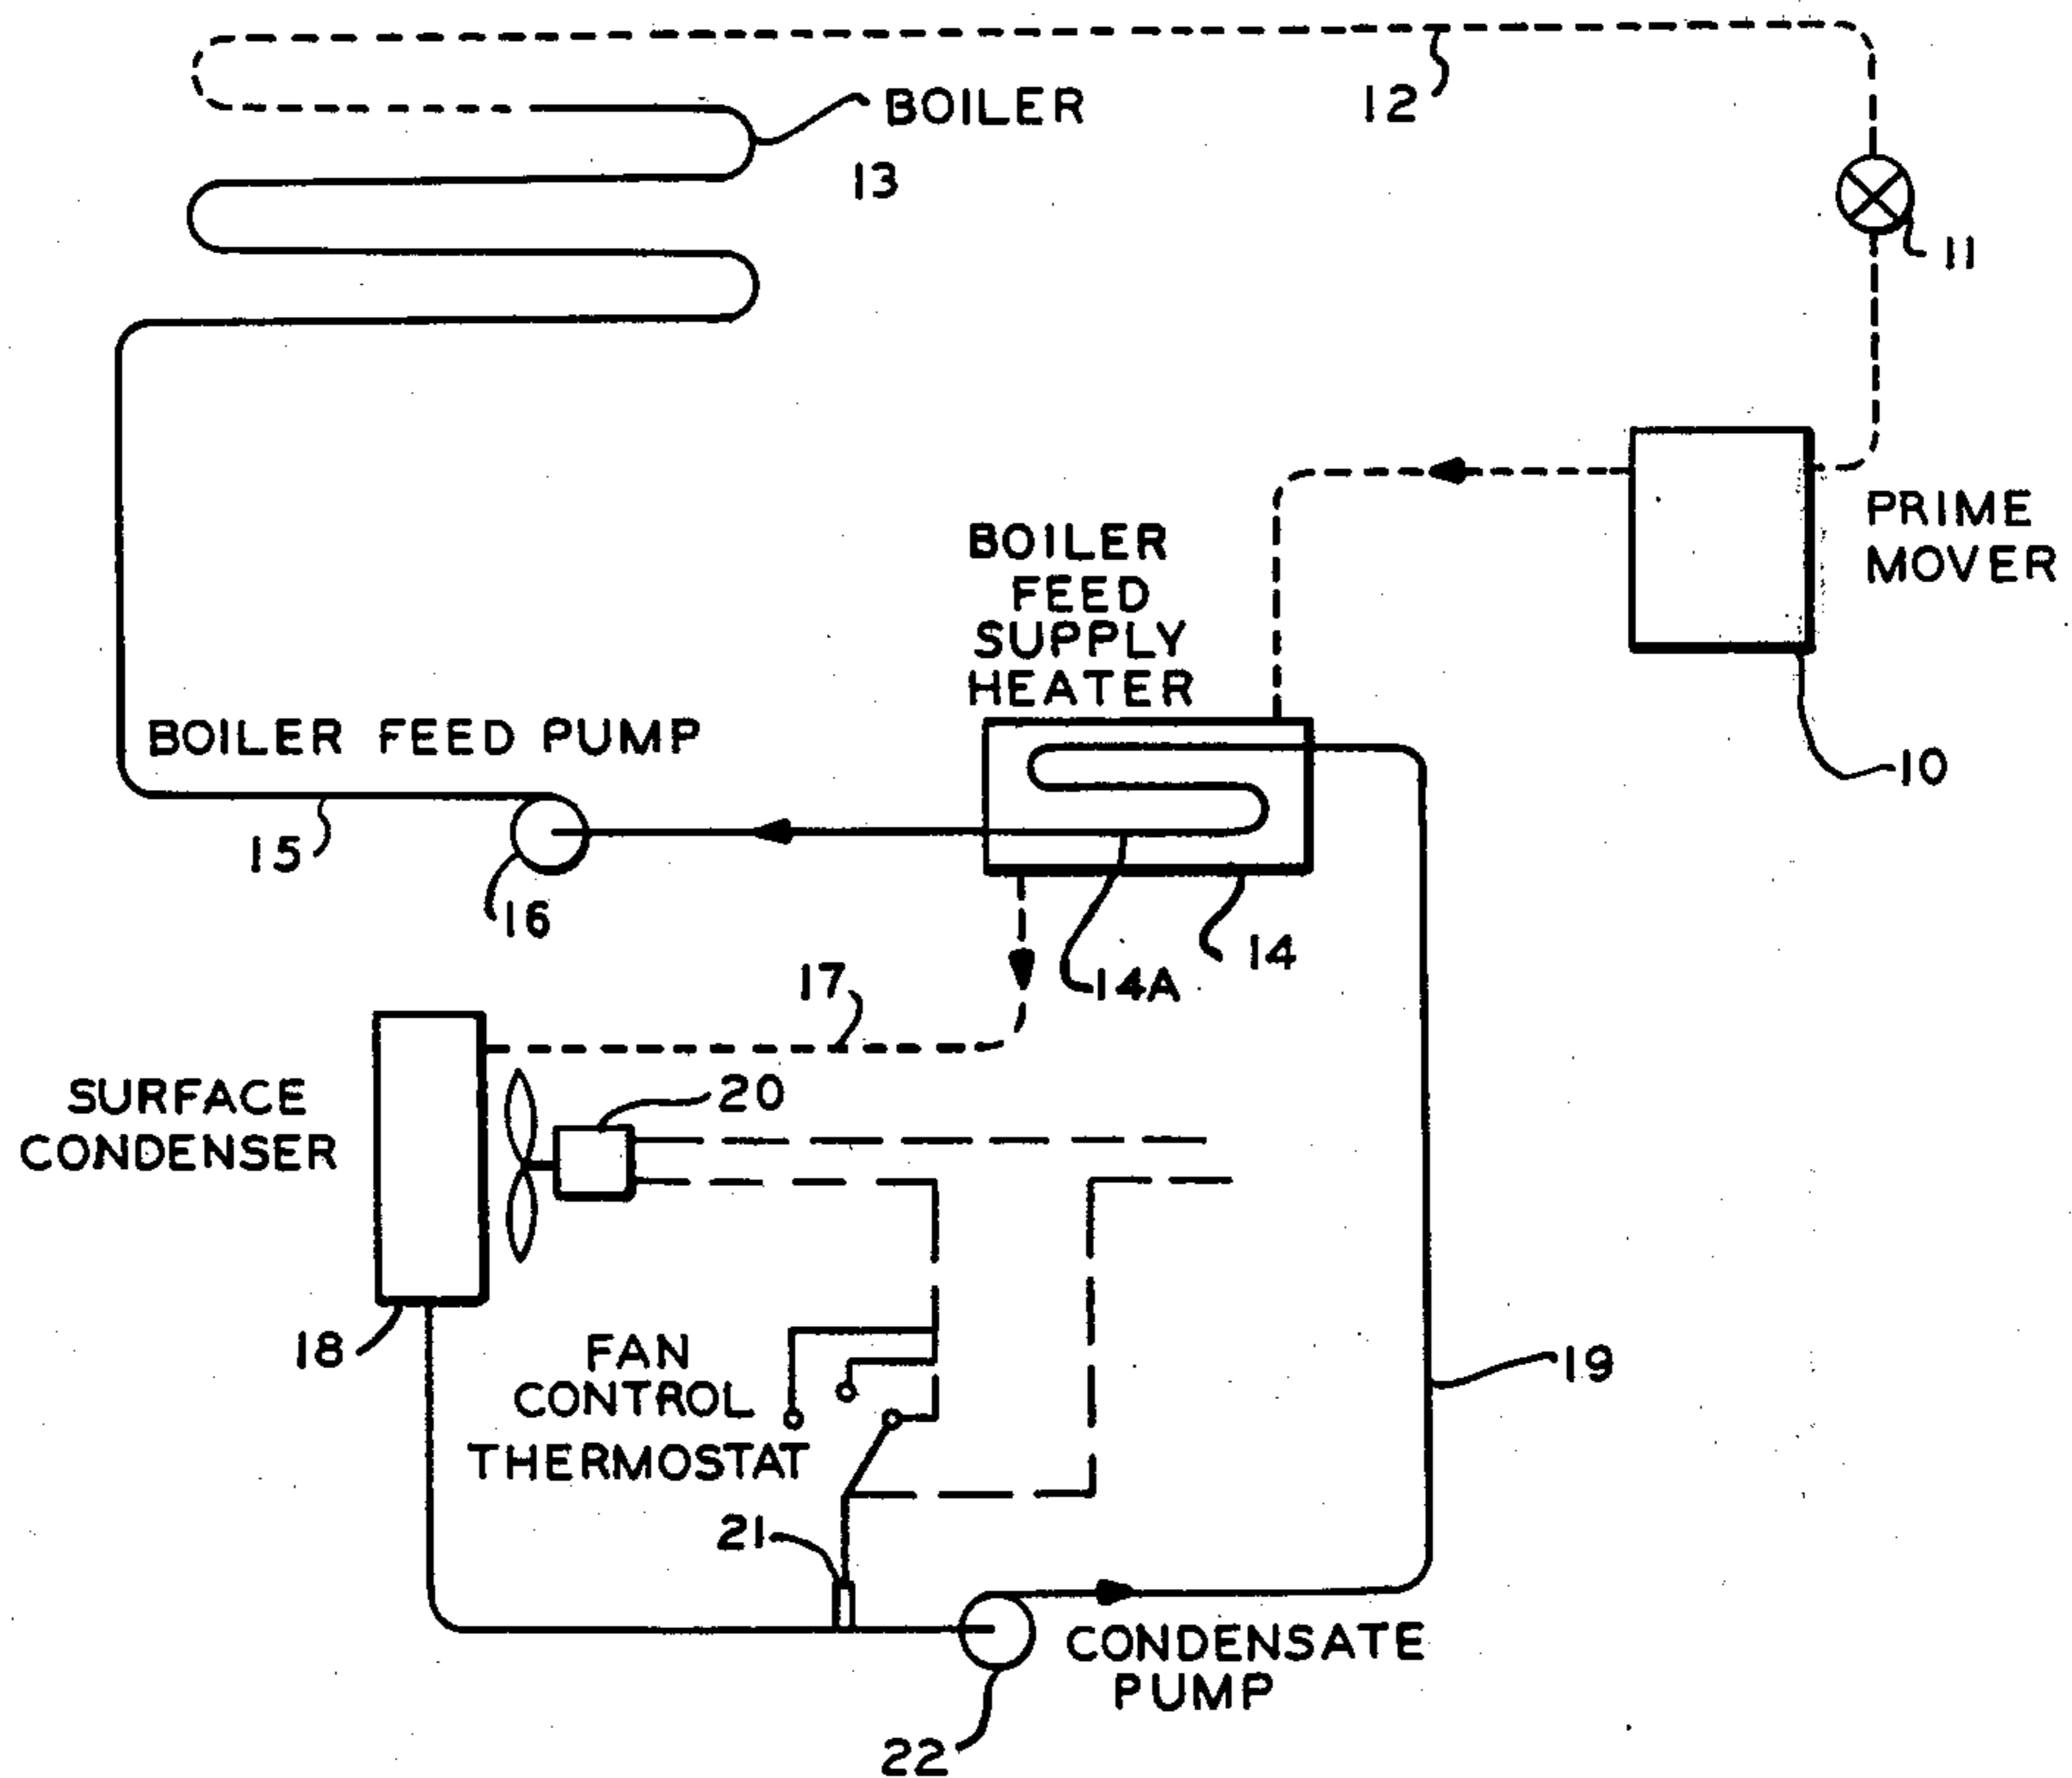 12
BOILER
13
11
PRIME
MOVER
10
BOILER
FEED
SUPPLY
HEATER
BOILER FEED PUMP
15
16
14
14A
17
20
SURFACE
CONDENSER
18
FAN
CONTROL
THERMOSTAT
19
21
CONDENSATE
PUMP
22